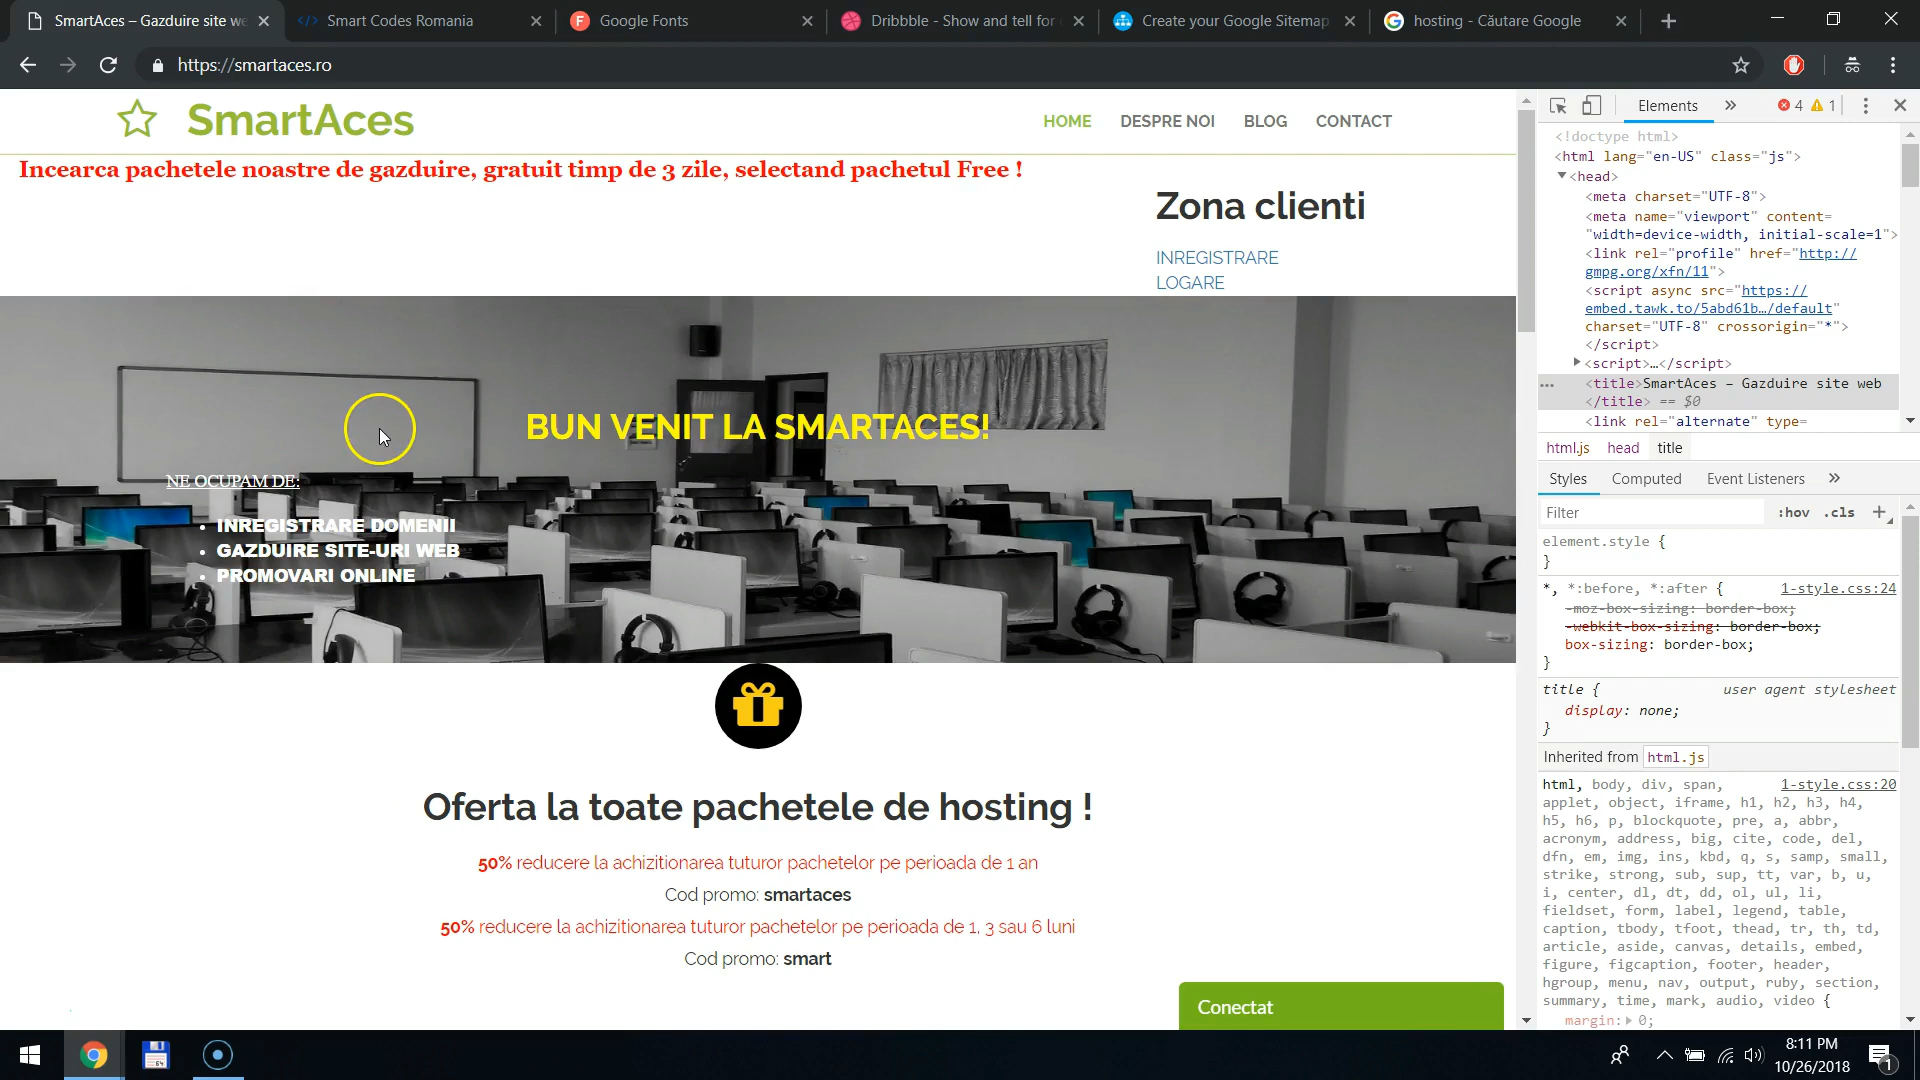 SmartAces – Gazduire site we
Smart Codes Romania
Google Fonts
Dribbble - Show and tell for
Create your Google Sitemap
hosting - Căutare Google
https://smartaces.ro
SmartAces
HOME
DESPRE NOI
BLOG
CONTACT
Incearca pachetele noastre de gazduire, gratuit timp de 3 zile, selectand pachetul Free !
Zona clienti
INREGISTRARE
LOGARE
BUN VENIT LA SMARTACES!
NE OCUPAM DE:
• INREGISTRARE DOMENII
• GAZDUIRE SITE-URI WEB
• PROMOVARI ONLINE
Oferta la toate pachetele de hosting !
50% reducere la achizitionarea tuturor pachetelor pe perioada de 1 an
Cod promo: smartaces
50% reducere la achizitionarea tuturor pachetelor pe perioada de 1, 3 sau 6 luni
Cod promo: smart
Conectat
Elements
»
4
1
<!doctype html>
<html lang="en-US" class="js">
<head>
<meta charset="UTF-8">
<meta name="viewport" content=
"width=device-width, initial-scale=1">
<link rel="profile" href="http://
gmpg.org/xfn/11">
<script async src="https://
embed.tawk.to/5abd61b…/default"
charset="UTF-8" crossorigin="*">
</script>
<script>…</script>
<title>SmartAces – Gazduire site web
</title> == $0
<link rel="alternate" type=
html.js head title
Styles Computed Event Listeners »
Filter :hov .cls +
element.style {
}
*, *:before, *:after { 1-style.css:24
-moz-box-sizing: border-box;
-webkit-box-sizing: border-box;
box-sizing: border-box;
}
title { user agent stylesheet
display: none;
}
Inherited from html.js
html, body, div, span, 1-style.css:20
applet, object, iframe, h1, h2, h3, h4,
h5, h6, p, blockquote, pre, a, abbr,
acronym, address, big, cite, code, del,
dfn, em, img, ins, kbd, q, s, samp, small,
strike, strong, sub, sup, tt, var, b, u,
i, center, dl, dt, dd, ol, ul, li,
fieldset, form, label, legend, table,
caption, tbody, tfoot, thead, tr, th, td,
article, aside, canvas, details, embed,
figure, figcaption, footer, header,
hgroup, menu, nav, output, ruby, section,
summary, time, mark, audio, video {
margin: 0;
64
8:11 PM
10/26/2018
1